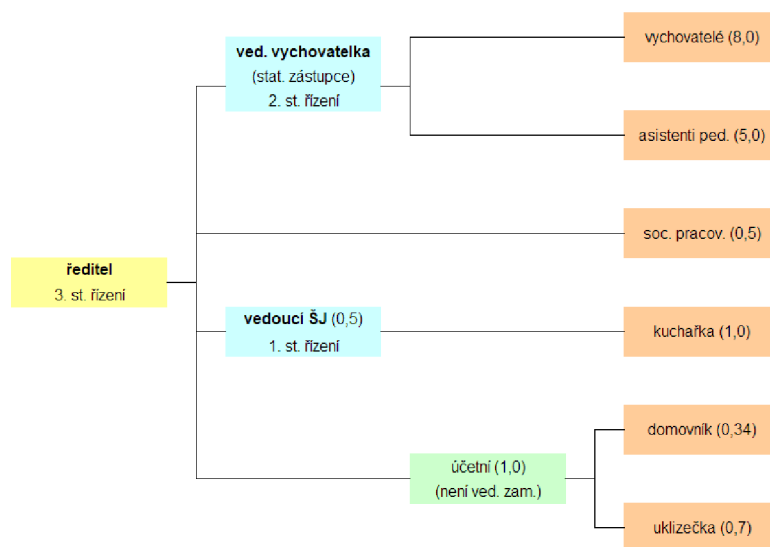 vychovatelé (8,0)
ved. vychovatelka
(stat. zástupce)
2. st. řízení
asistenti ped. (5,0)
soc. pracov. (0,5)
ředitel
3. st. řízení
vedoucí ŠJ (0,5)
1. st. řízení
kuchařka (1,0)
domovník (0,34)
účetní (1,0)
(není ved. zam.)
uklizečka (0,7)